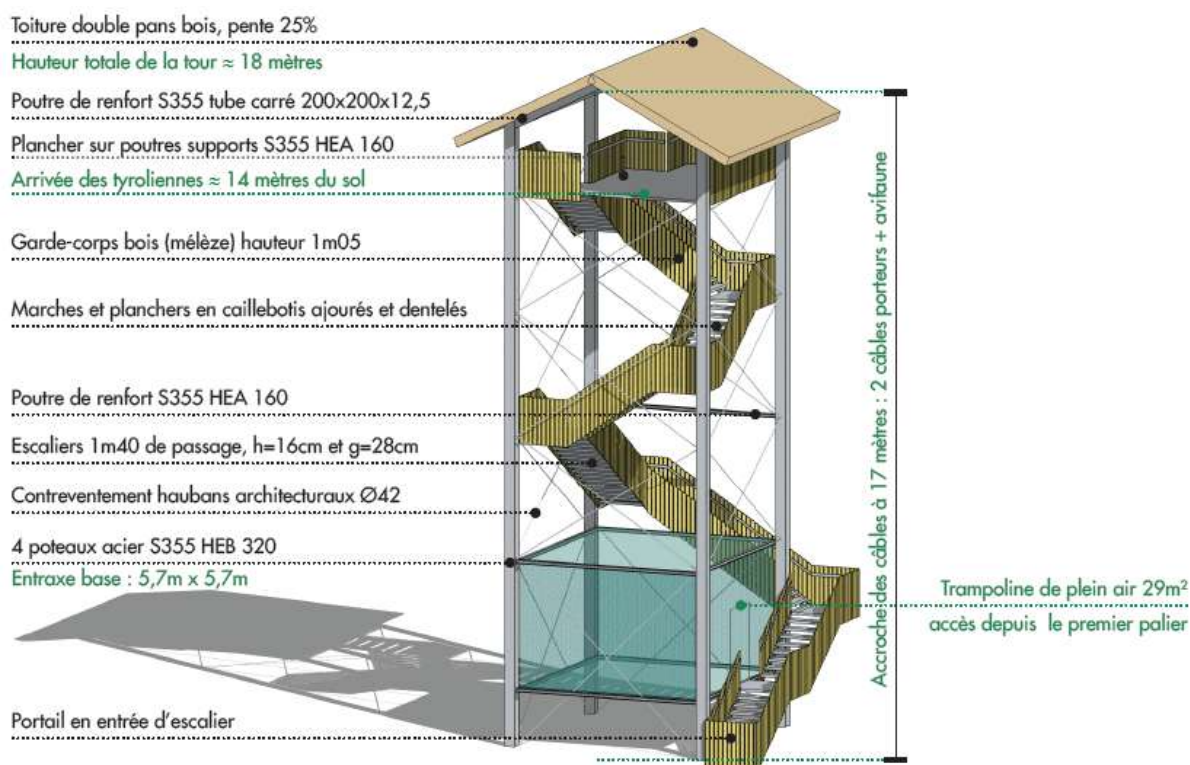 Toiture double pans bois, pente 25%
Hauteur totale de la tour ≈ 18 mètres
Poutre de renfort S355 tube carré 200x200x12,5
Plancher sur poutres supports S355 HEA 160
Arrivée des tyroliennes ≈ 14 mètres du sol
Garde-corps bois (mélèze) hauteur 1m05
Marches et planchers en caillebotis ajourés et dentelés
Poutre de renfort S355 HEA 160
Escaliers 1m40 de passage, h=16cm et g=28cm
Contreventement haubans architecturaux Ø42
4 poteaux acier S355 HEB 320
Entraxe base : 5,7m x 5,7m
Portail en entrée d'escalier
Accroche des câbles à 17 mètres : 2 câbles porteurs + avifaune
Trampoline de plein air 29m²
accès depuis le premier palier